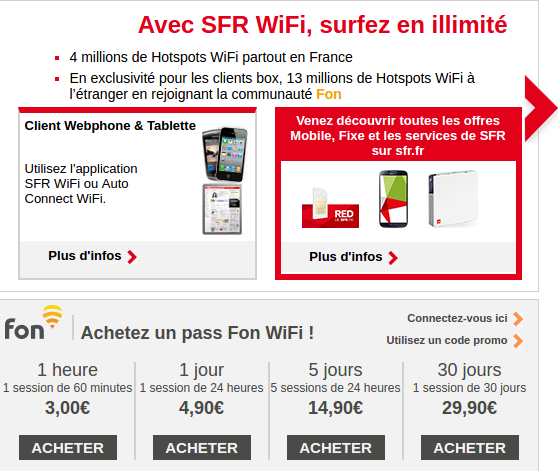 Avec SFR WiFi, surfez en illimité
4 millions de Hotspots WiFi partout en France
En exclusivité pour les clients box, 13 millions de Hotspots WiFi à
l'étranger en rejoignant la communauté Fon
Client Webphone & Tablette
Utilisez l'application
SFR WiFi ou Auto
Connect WiFi.
Plus d'infos
Venez découvrir toutes les offres
Mobile, Fixe et les services de SFR
sur sfr.fr
RED
Plus d'infos
fon
Achetez un pass Fon WiFi !
Connectez-vous ici
Utilisez un code promo
1 heure
1 session de 60 minutes
3,00€
ACHETER
1 jour
1 session de 24 heures
4,90€
ACHETER
5 jours
5 sessions de 24 heures
14,90€
ACHETER
30 jours
1 session de 30 jours
29,90€
ACHETER